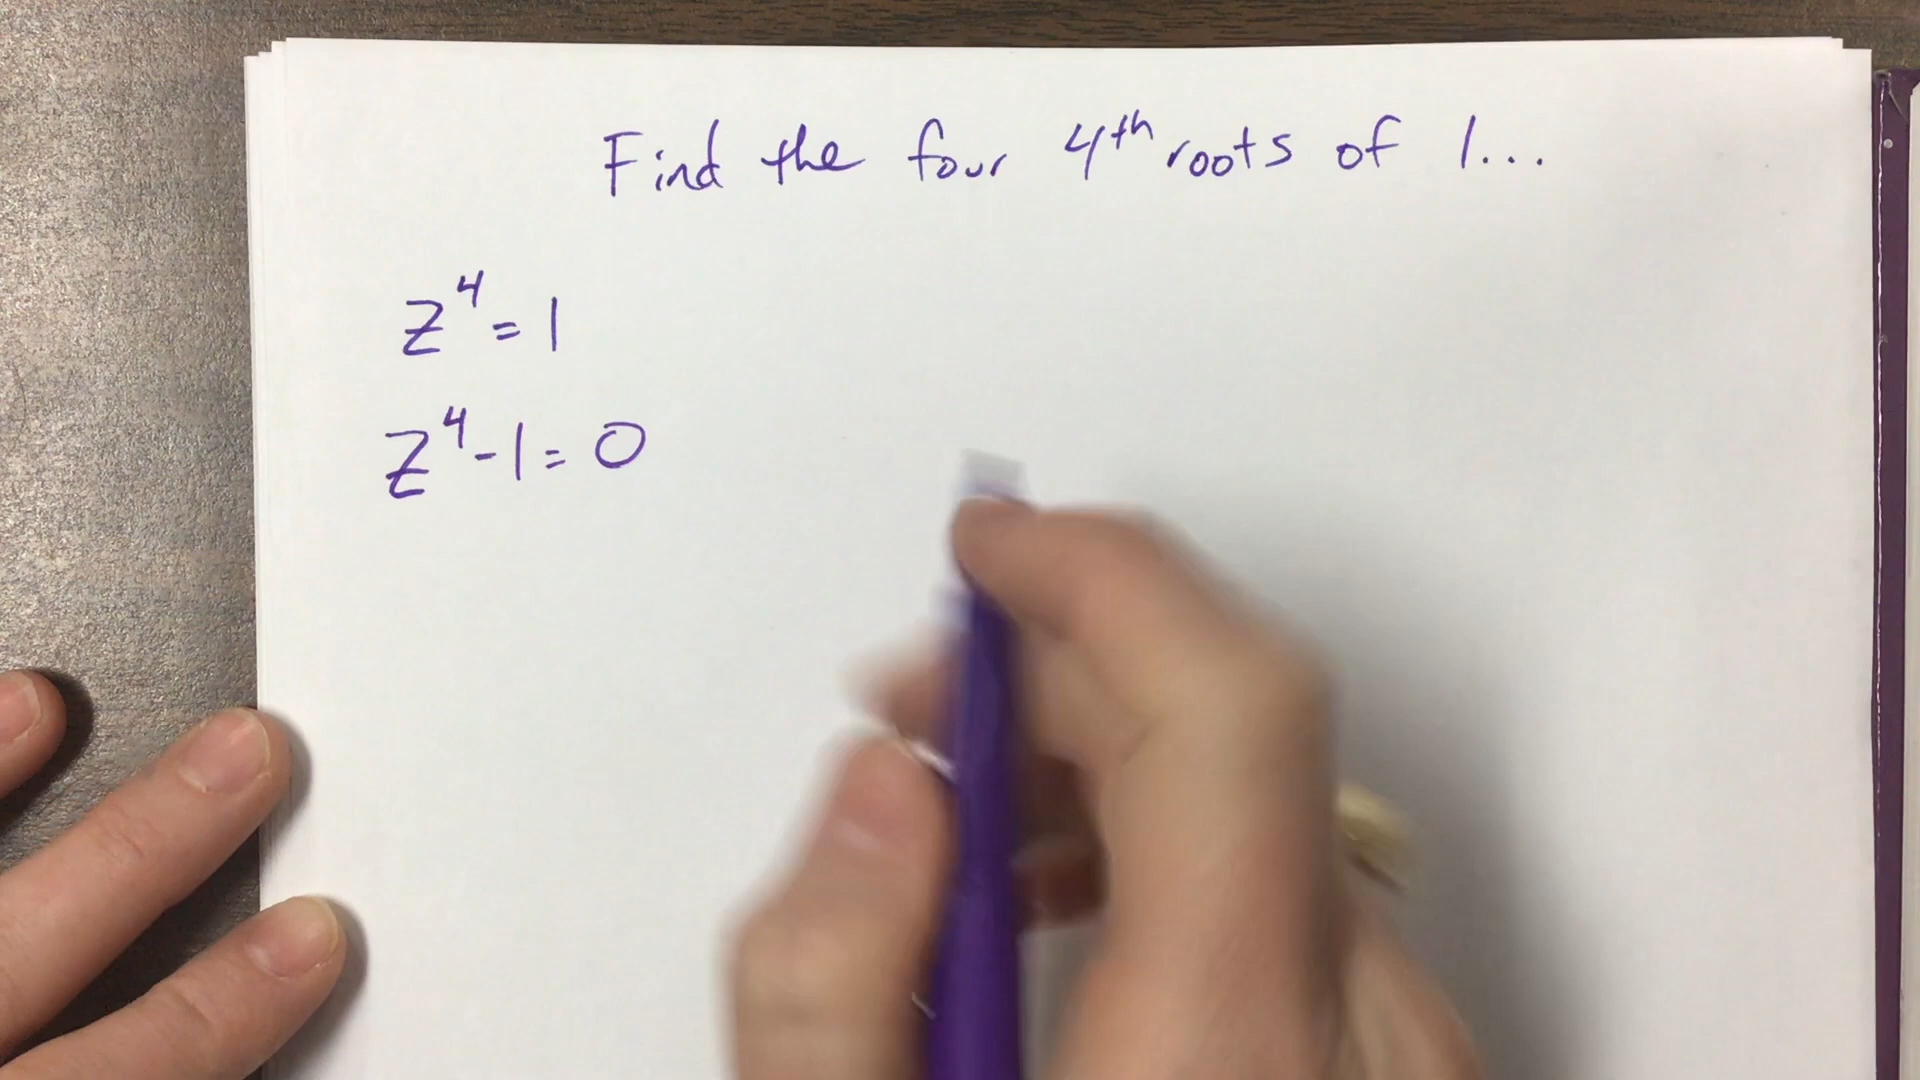 Find the four 4th roots of 1...
z⁴ = 1
z⁴ - 1 = 0